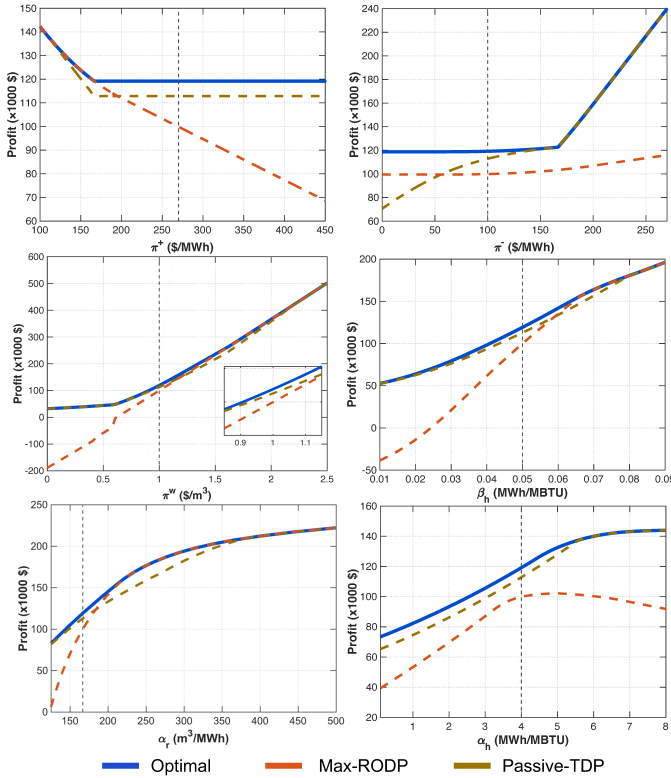 150
140
130
120
110
100
90
80
70
60
Profit (x1000 $)
100 150 200 250 300 350 400 450
π+ ($/MWh)
240
220
200
180
160
140
120
100
80
60
Profit (x1000 $)
0 50 100 150 200 250
π- ($/MWh)
600
500
400
300
200
100
0
-100
-200
Profit (x1000 $)
0.9 1 1.1
0 0.5 1 1.5 2 2.5
πw ($/m3)
200
150
100
50
0
-50
Profit (x1000 $)
0.01 0.02 0.03 0.04 0.05 0.06 0.07 0.08 0.09
βh (MWh/MBTU)
250
200
150
100
50
0
Profit (x1000 $)
150 200 250 300 350 400 450 500
αr (m3/MWh)
160
140
120
100
80
60
40
20
Profit (x1000 $)
1 2 3 4 5 6 7 8
αh (MWh/MBTU)
Optimal Max-RODP Passive-TDP